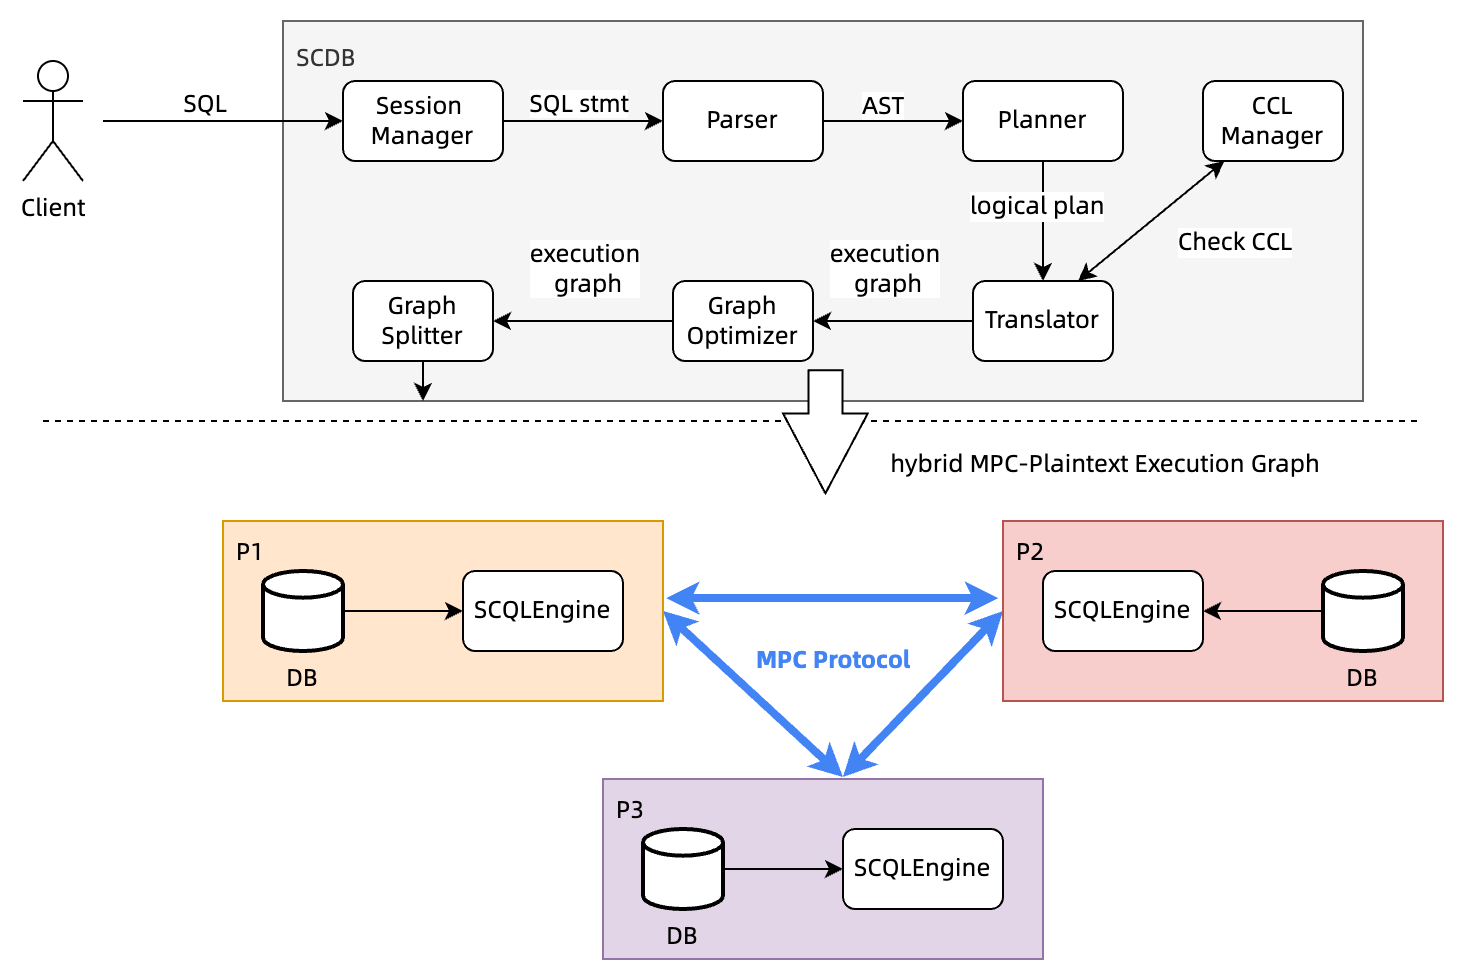 SCDB
Client
SQL
Session
Manager
SQL stmt
Parser
AST
Planner
CCL
Manager
logical plan
Check CCL
Translator
execution
graph
Graph
Optimizer
execution
graph
Graph
Splitter
hybrid MPC-Plaintext Execution Graph
P1
DB
SCQLEngine
MPC Protocol
P2
SCQLEngine
DB
P3
DB
SCQLEngine